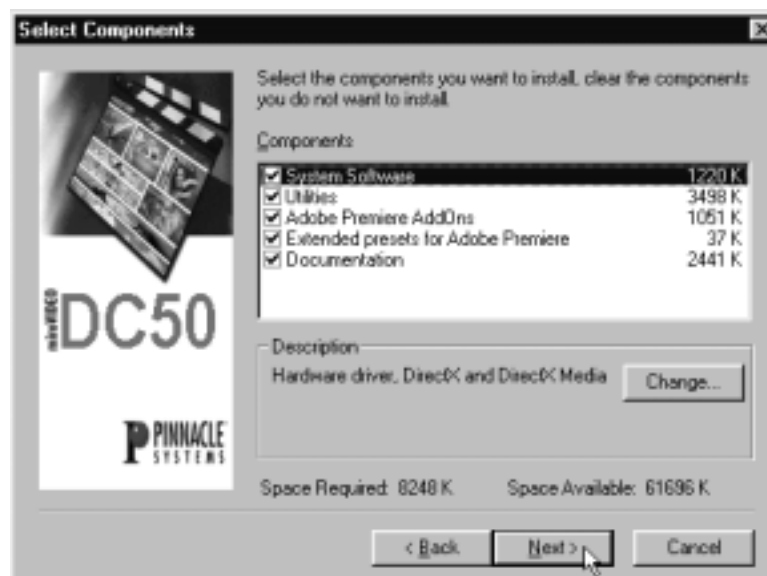 Select Components
Select the components you want to install, clear the components
you do not want to install.
Components
System Software 1220 K
Utilities 3498 K
Adobe Premiere AddOns 1051 K
Extended presets for Adobe Premiere 37 K
Documentation 2441 K
miroVIDEO
DC50
Description
Hardware driver, DirectX and DirectX Media
Change...
PINNACLE
SYSTEMS
Space Required: 8248 K
Space Available: 61696 K
< Back
Next >
Cancel